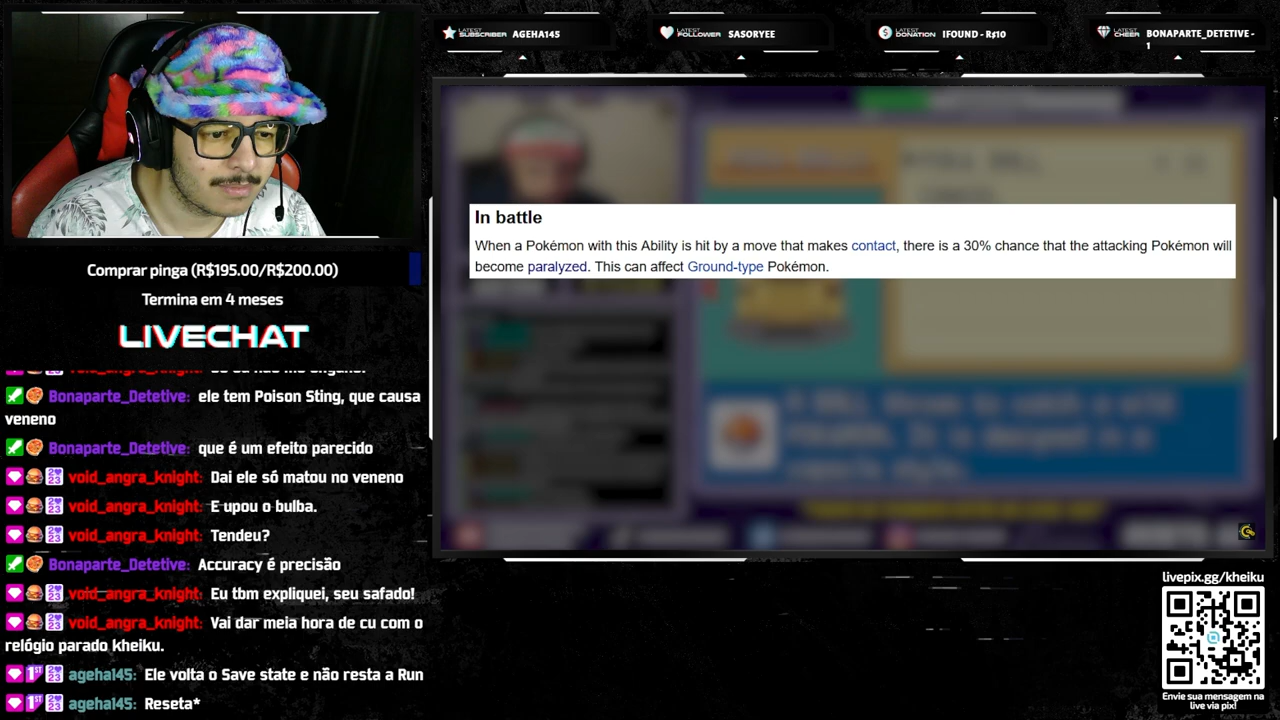 LATEST SUBSCRIBER AGEHA145
LATEST FOLLOWER SASORYEE
LATEST DONATION IFOUND - R$10
LATEST CHEER BONAPARTE_DETETIVE - 1
In battle
When a Pokémon with this Ability is hit by a move that makes contact, there is a 30% chance that the attacking Pokémon will
become paralyzed. This can affect Ground-type Pokémon.
Comprar pinga (R$195.00/R$200.00)
Termina em 4 meses
LIVECHAT
Bonaparte_Detetive: ele tem Poison Sting, que causa
veneno
Bonaparte_Detetive: que é um efeito parecido
void_angra_knight: Dai ele só matou no veneno
void_angra_knight: E upou o bulba.
void_angra_knight: Tendeu?
Bonaparte_Detetive: Accuracy é precisão
void_angra_knight: Eu tbm expliquei, seu safado!
void_angra_knight: Vai dar meia hora de cu com o
relógio parado kheiku.
ageha145: Ele volta o Save state e não resta a Run
ageha145: Reseta*
livepix.gg/kheiku
Envie sua mensagem na
live via pix!